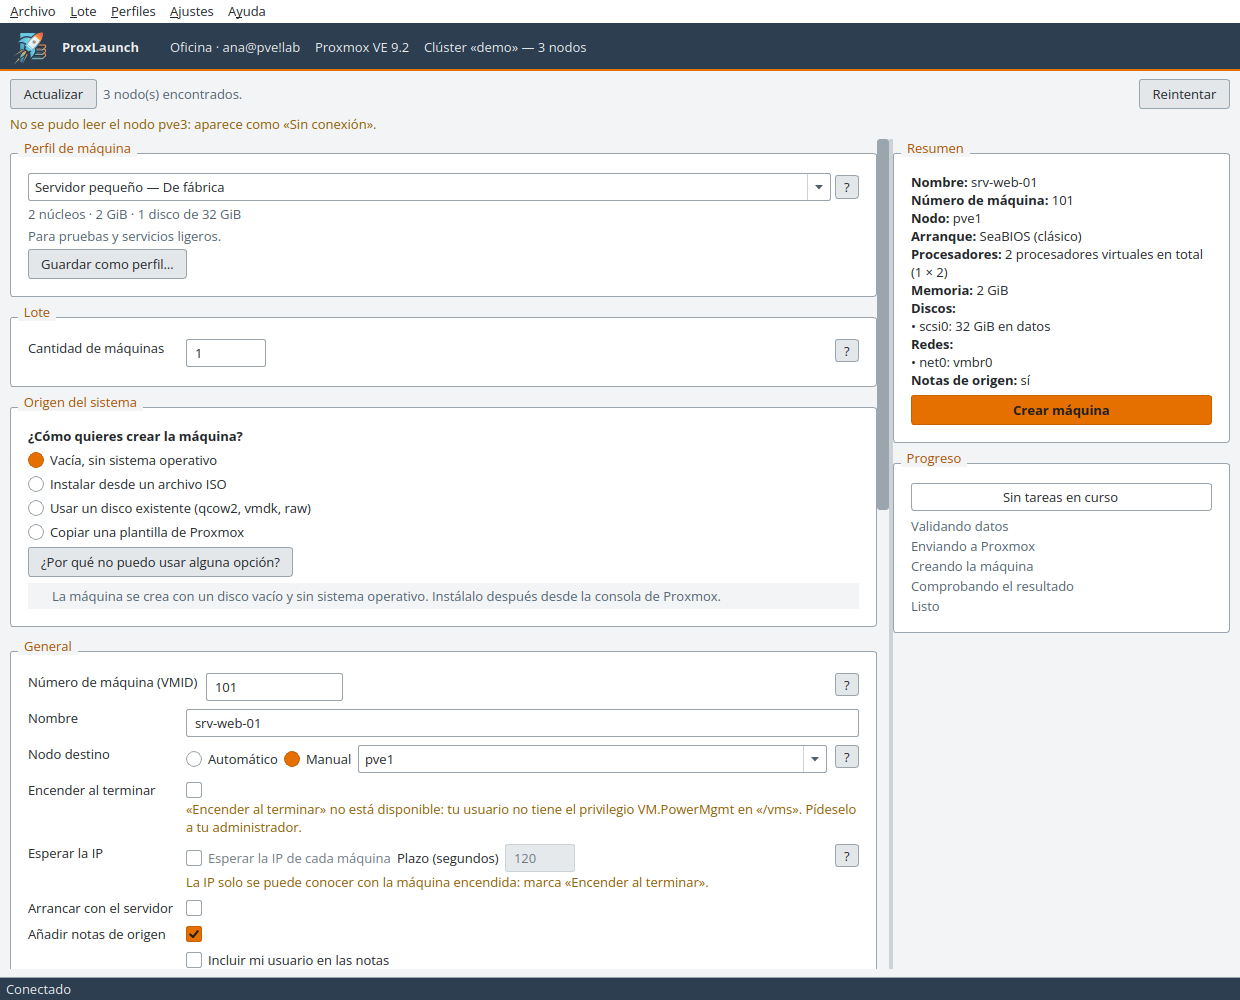 Archivo Lote Perfiles Ajustes Ayuda
ProxLaunch Oficina · ana@pve!lab Proxmox VE 9.2 Clúster «demo» — 3 nodos
Actualizar 3 nodo(s) encontrados. Reintentar
No se pudo leer el nodo pve3: aparece como «Sin conexión».
Perfil de máquina
Servidor pequeño — De fábrica ?
2 núcleos · 2 GiB · 1 disco de 32 GiB
Para pruebas y servicios ligeros.
Guardar como perfil...
Lote
Cantidad de máquinas 1 ?
Origen del sistema
¿Cómo quieres crear la máquina?
Vacía, sin sistema operativo
Instalar desde un archivo ISO
Usar un disco existente (qcow2, vmdk, raw)
Copiar una plantilla de Proxmox
¿Por qué no puedo usar alguna opción?
La máquina se crea con un disco vacío y sin sistema operativo. Instálalo después desde la consola de Proxmox.
General
Número de máquina (VMID) 101 ?
Nombre srv-web-01
Nodo destino Automático Manual pve1 ?
Encender al terminar
«Encender al terminar» no está disponible: tu usuario no tiene el privilegio VM.PowerMgmt en «/vms». Pídeselo
a tu administrador.
Esperar la IP Esperar la IP de cada máquina Plazo (segundos) 120 ?
La IP solo se puede conocer con la máquina encendida: marca «Encender al terminar».
Arrancar con el servidor
Añadir notas de origen
Incluir mi usuario en las notas
Resumen
Nombre: srv-web-01
Número de máquina: 101
Nodo: pve1
Arranque: SeaBIOS (clásico)
Procesadores: 2 procesadores virtuales en total
(1 × 2)
Memoria: 2 GiB
Discos:
• scsi0: 32 GiB en datos
Redes:
• net0: vmbr0
Notas de origen: sí
Crear máquina
Progreso
Sin tareas en curso
Validando datos
Enviando a Proxmox
Creando la máquina
Comprobando el resultado
Listo
Conectado